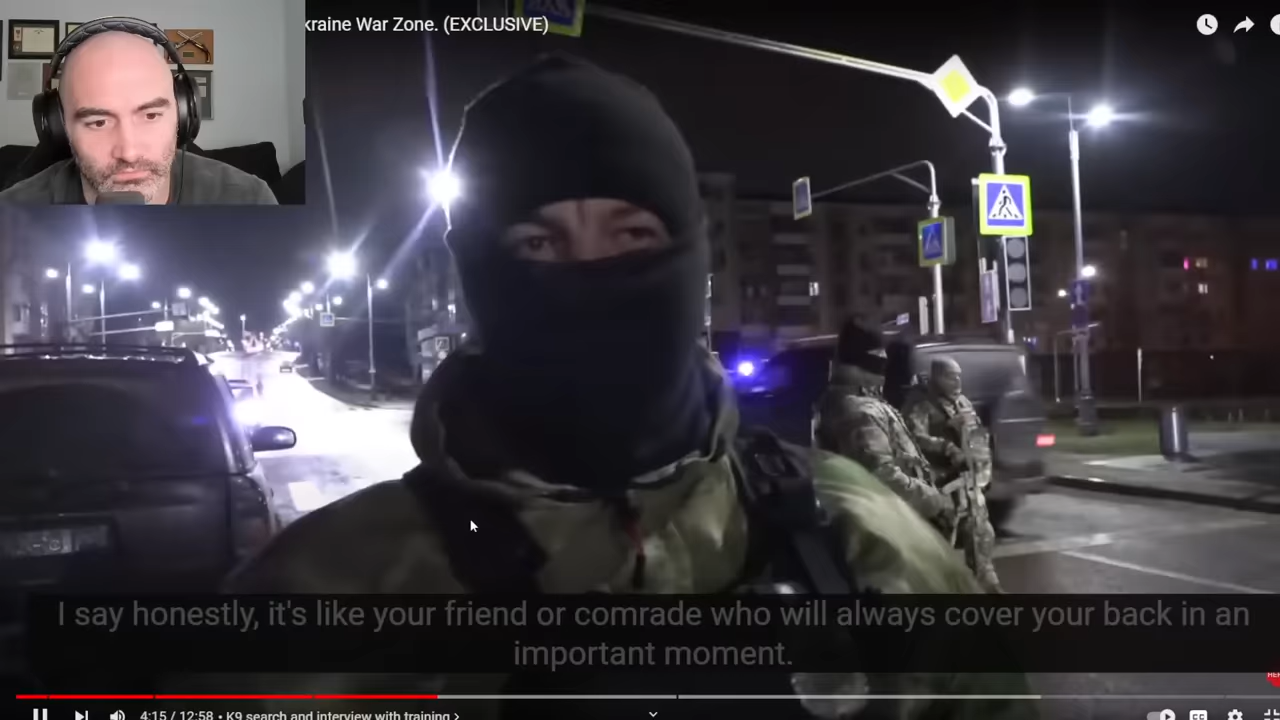 kraine War Zone. (EXCLUSIVE)
I say honestly, it's like your friend or comrade who will always cover your back in an
important moment.
4:15 / 12:58 • K9 search and interview with training >